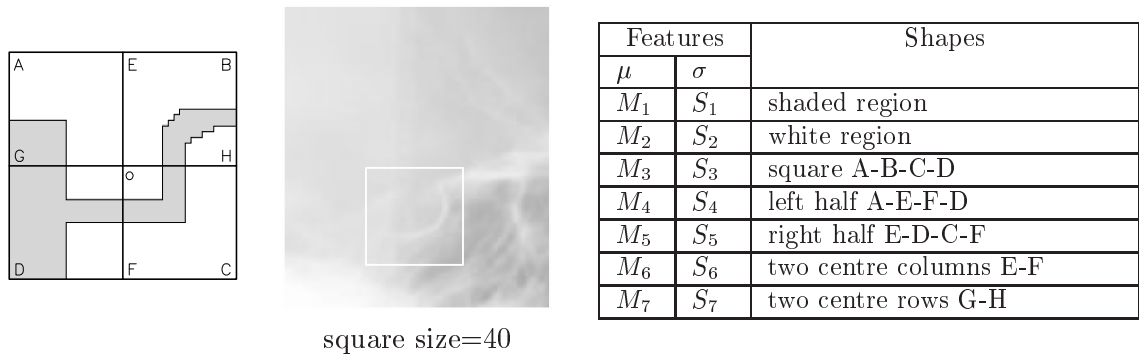 A E B
G H
O
D F C
square size=40
Features Shapes
μ σ
M₁ S₁ shaded region
M₂ S₂ white region
M₃ S₃ square A-B-C-D
M₄ S₄ left half A-E-F-D
M₅ S₅ right half E-D-C-F
M₆ S₆ two centre columns E-F
M₇ S₇ two centre rows G-H